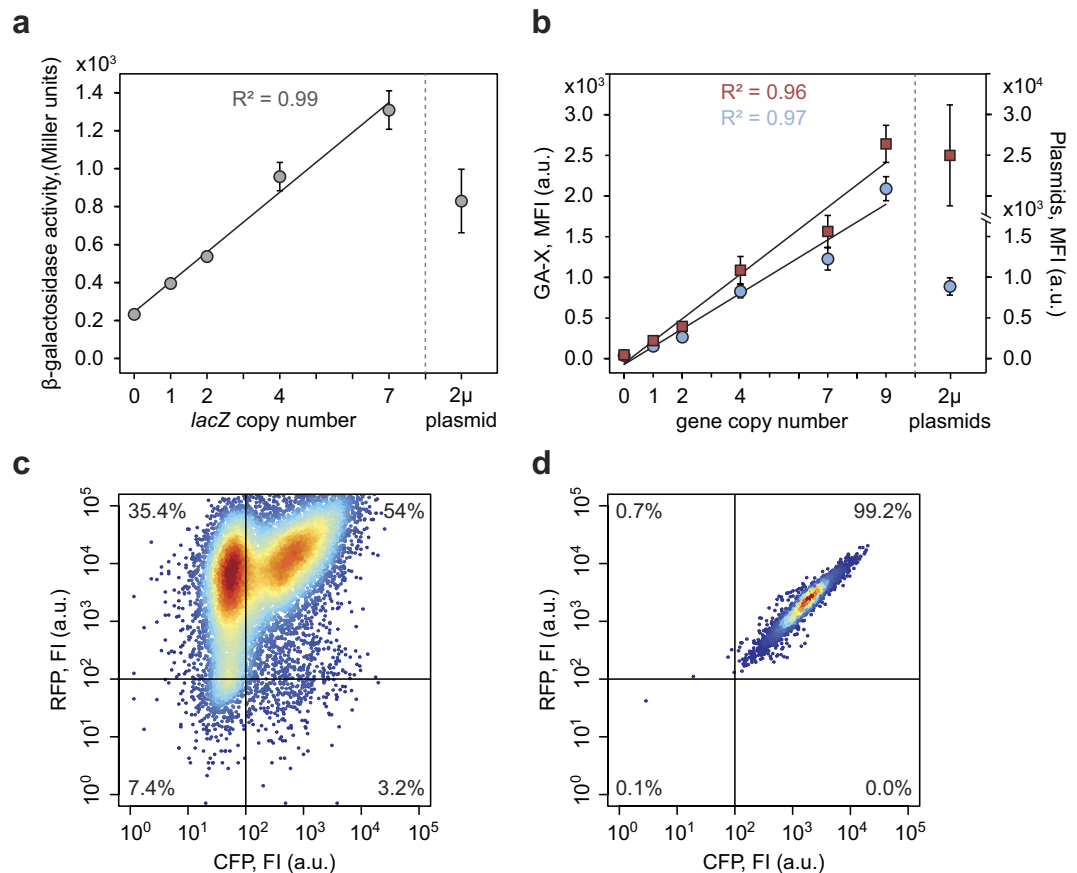 a
x10³
β-galactosidase activity,(Miller units)
1.4
1.2
1.0
0.8
0.6
0.4
0.2
0.0
R² = 0.99
0 1 2 4 7 2μ
lacZ copy number plasmid
b
x10³
GA-X, MFI (a.u.)
3.0
2.5
2.0
1.5
1.0
0.5
0.0
R² = 0.96
R² = 0.97
x10⁴
3.0
2.5
x10³
1.5
1.0
0.5
0.0
Plasmids, MFI (a.u.)
0 1 2 4 7 9 2μ
gene copy number plasmids
c
RFP, FI (a.u.)
10⁵
10⁴
10³
10²
10¹
10⁰
35.4% 54%
7.4% 3.2%
10⁰ 10¹ 10² 10³ 10⁴ 10⁵
CFP, FI (a.u.)
d
RFP, FI (a.u.)
10⁵
10⁴
10³
10²
10¹
10⁰
0.7% 99.2%
0.1% 0.0%
10⁰ 10¹ 10² 10³ 10⁴ 10⁵
CFP, FI (a.u.)